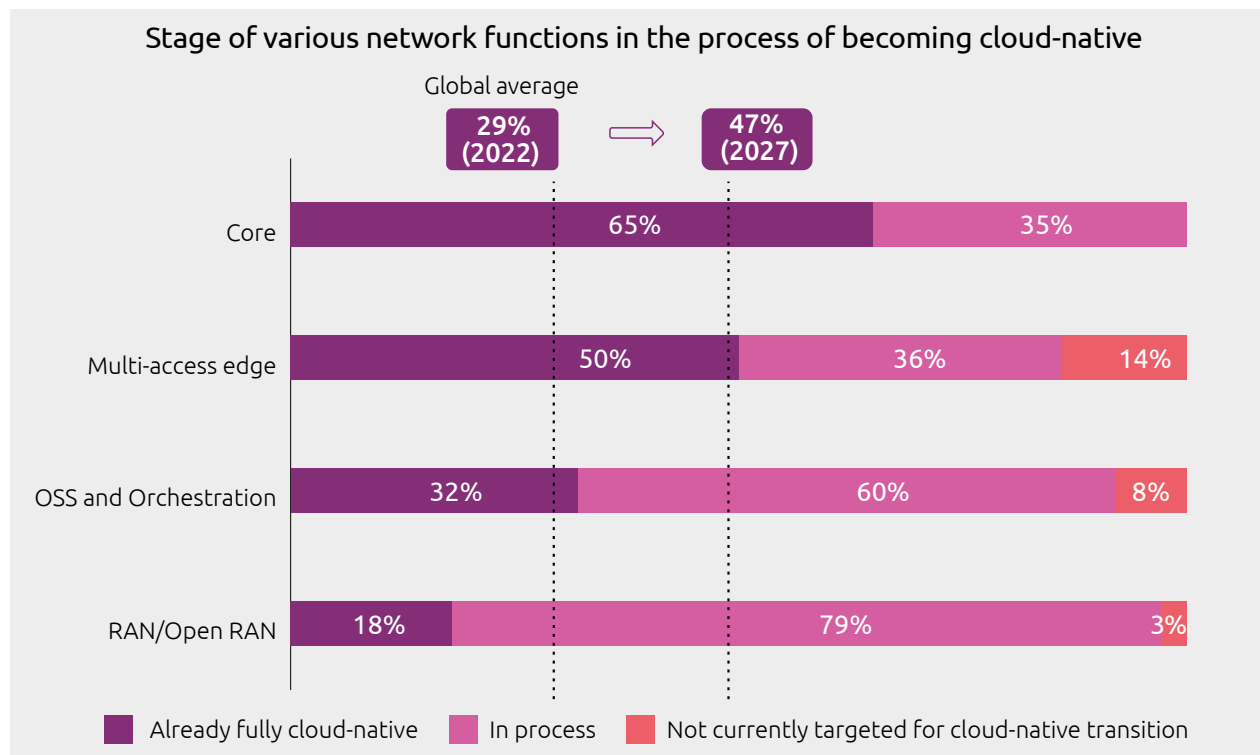 Stage of various network functions in the process of becoming cloud-native
Global average
29%
(2022)
47%
(2027)
Core
65%
35%
Multi-access edge
50%
36%
14%
OSS and Orchestration
32%
60%
8%
RAN/Open RAN
18%
79%
3%
Already fully cloud-native
In process
Not currently targeted for cloud-native transition